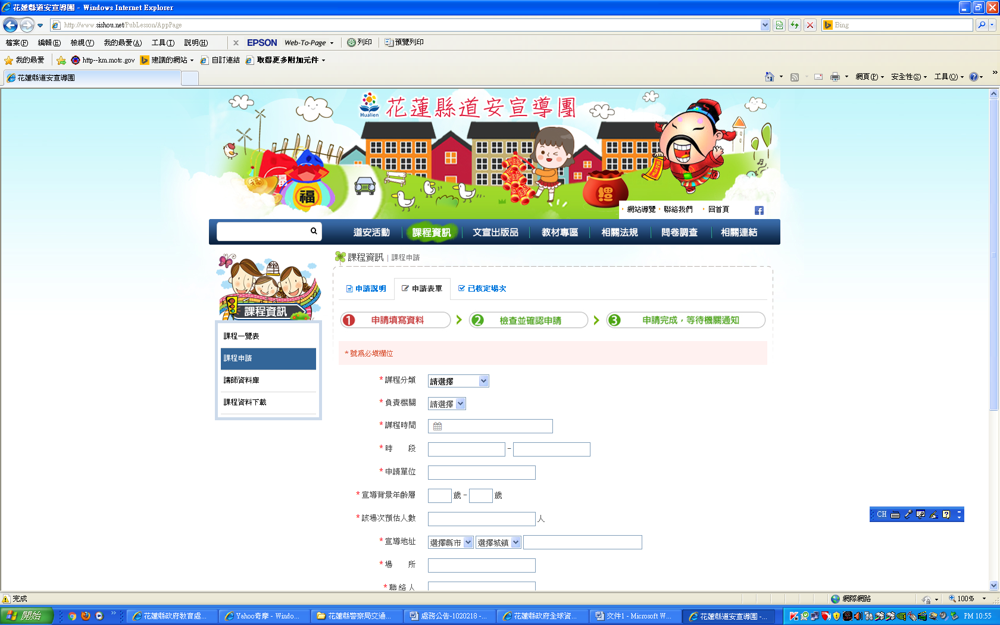 花蓮縣道安宣導團 - Windows Internet Explorer
http://www.sishou.net/PubLesson/AppPage
Bing
檔案(F) 編輯(E) 檢視(V) 我的最愛(A) 工具(T) 說明(H) x EPSON Web-To-Page 列印 預覽列印
我的最愛 http--km.motc.gov 建議的網站 自訂連結 取得更多附加元件
花蓮縣道安宣導團
網頁(P) 安全性(S) 工具(O)
Hualien 花蓮縣道安宣導團
福
福
網站導覽 聯絡我們 回首頁
道安活動 課程資訊 文宣出版品 教材專區 相關法規 問卷調查 相關連結
課程資訊 | 課程申請
課程資訊
課程一覽表
課程申請
講師資料庫
課程資料下載
申請說明 申請表單 已核定場次
1 申請填寫資料 2 檢查並確認申請 3 申請完成，等待機關通知
* 號為必填欄位
* 課程分類 請選擇
* 負責機關 請選擇
* 課程時間
* 時 段 -
* 申請單位
* 宣導背景年齡層 歲 - 歲
* 該場次預估人數 人
* 宣導地址 選擇縣市 選擇城鎮
* 場 所
* 聯絡人
CH
完成 網際網路 100%
開始 花蓮縣政府教育處... Yahoo奇摩 - Windo... 花蓮縣警察局交通... 處務公告-1020218 -... 花蓮縣政府全球資... 文件1 - Microsoft W... 花蓮縣道安宣導團 -... PM 10:55